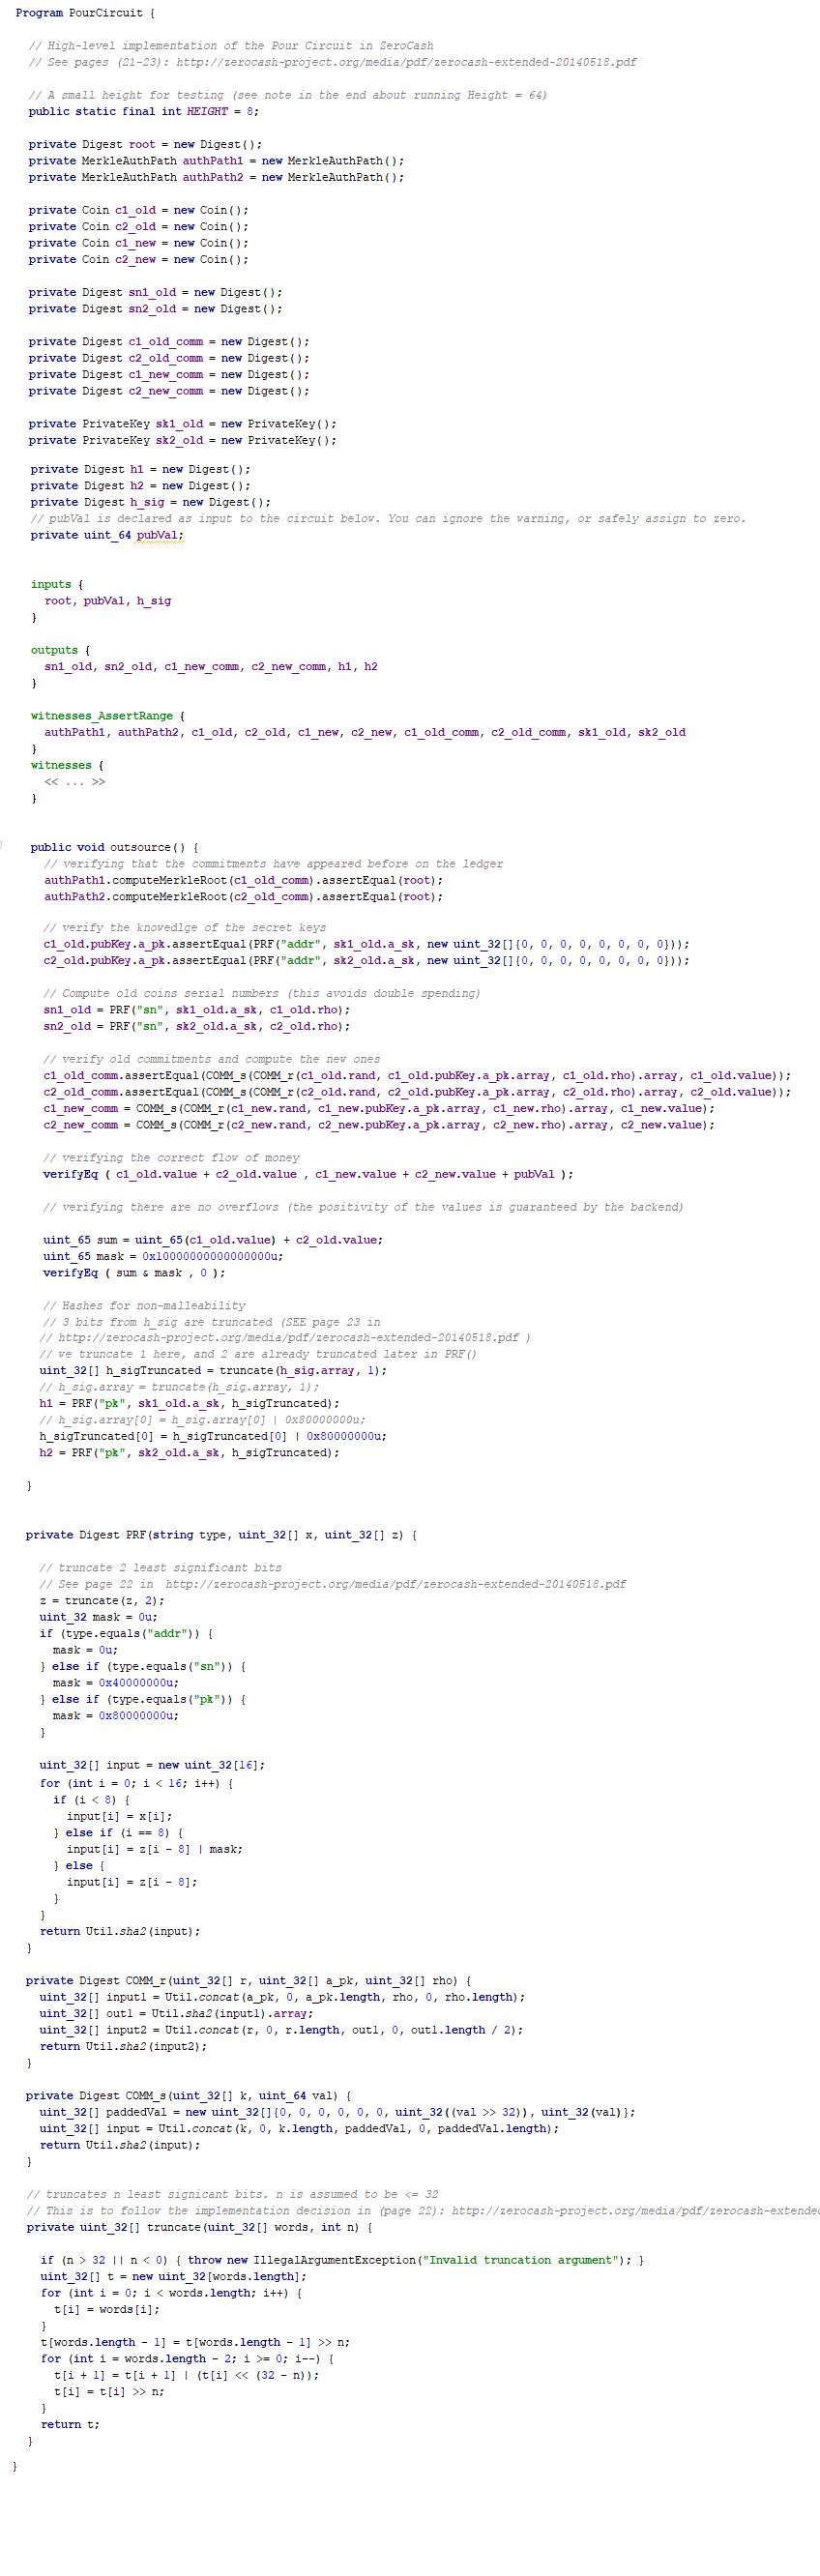 Program PourCircuit {
// High-level implementation of the Pour Circuit in ZeroCash
// See pages (21-23): http://zerocash-project.org/media/pdf/zerocash-extended-20140518.pdf
// A small height for testing (see note in the end about running Height = 64)
public static final int HEIGHT = 8;
private Digest root = new Digest();
private MerkleAuthPath authPath1 = new MerkleAuthPath();
private MerkleAuthPath authPath2 = new MerkleAuthPath();
private Coin c1_old = new Coin();
private Coin c2_old = new Coin();
private Coin c1_new = new Coin();
private Coin c2_new = new Coin();
private Digest sn1_old = new Digest();
private Digest sn2_old = new Digest();
private Digest c1_old_comm = new Digest();
private Digest c2_old_comm = new Digest();
private Digest c1_new_comm = new Digest();
private Digest c2_new_comm = new Digest();
private PrivateKey sk1_old = new PrivateKey();
private PrivateKey sk2_old = new PrivateKey();
private Digest h1 = new Digest();
private Digest h2 = new Digest();
private Digest h_sig = new Digest();
// pubVal is declared as input to the circuit below. You can ignore the warning, or safely assign to zero.
private uint_64 pubVal;
inputs {
root, pubVal, h_sig
}
outputs {
sn1_old, sn2_old, c1_new_comm, c2_new_comm, h1, h2
}
witnesses_AssertRange {
authPath1, authPath2, c1_old, c2_old, c1_new, c2_new, c1_old_comm, c2_old_comm, sk1_old, sk2_old
}
witnesses {
<< ... >>
}
public void outsource() {
// verifying that the commitments have appeared before on the ledger
authPath1.computeMerkleRoot(c1_old_comm).assertEqual(root);
authPath2.computeMerkleRoot(c2_old_comm).assertEqual(root);
// verify the knowedlge of the secret keys
c1_old.pubKey.a_pk.assertEqual(PRF("addr", sk1_old.a_sk, new uint_32[]{0, 0, 0, 0, 0, 0, 0, 0}));
c2_old.pubKey.a_pk.assertEqual(PRF("addr", sk2_old.a_sk, new uint_32[]{0, 0, 0, 0, 0, 0, 0, 0}));
// Compute old coins serial numbers (this avoids double spending)
sn1_old = PRF("sn", sk1_old.a_sk, c1_old.rho);
sn2_old = PRF("sn", sk2_old.a_sk, c2_old.rho);
// verify old commitments and compute the new ones
c1_old_comm.assertEqual(COMM_s(COMM_r(c1_old.rand, c1_old.pubKey.a_pk.array, c1_old.rho).array, c1_old.value));
c2_old_comm.assertEqual(COMM_s(COMM_r(c2_old.rand, c2_old.pubKey.a_pk.array, c2_old.rho).array, c2_old.value));
c1_new_comm = COMM_s(COMM_r(c1_new.rand, c1_new.pubKey.a_pk.array, c1_new.rho).array, c1_new.value);
c2_new_comm = COMM_s(COMM_r(c2_new.rand, c2_new.pubKey.a_pk.array, c2_new.rho).array, c2_new.value);
// verifying the correct flow of money
verifyEq ( c1_old.value + c2_old.value , c1_new.value + c2_new.value + pubVal );
// verifying there are no overflows (the positivity of the values is guaranteed by the backend)
uint_65 sum = uint_65(c1_old.value) + c2_old.value;
uint_65 mask = 0x10000000000000000u;
verifyEq ( sum & mask , 0 );
// Hashes for non-malleability
// 3 bits from h_sig are truncated (SEE page 23 in
// http://zerocash-project.org/media/pdf/zerocash-extended-20140518.pdf )
// we truncate 1 here, and 2 are already truncated later in PRF()
uint_32[] h_sigTruncated = truncate(h_sig.array, 1);
// h_sig.array = truncate(h_sig.array, 1);
h1 = PRF("pk", sk1_old.a_sk, h_sigTruncated);
// h_sig.array[0] = h_sig.array[0] | 0x80000000u;
h_sigTruncated[0] = h_sigTruncated[0] | 0x80000000u;
h2 = PRF("pk", sk2_old.a_sk, h_sigTruncated);
}
private Digest PRF(string type, uint_32[] x, uint_32[] z) {
// truncate 2 least significant bits
// See page 22 in  http://zerocash-project.org/media/pdf/zerocash-extended-20140518.pdf
z = truncate(z, 2);
uint_32 mask = 0u;
if (type.equals("addr")) {
mask = 0u;
} else if (type.equals("sn")) {
mask = 0x40000000u;
} else if (type.equals("pk")) {
mask = 0x80000000u;
}
uint_32[] input = new uint_32[16];
for (int i = 0; i < 16; i++) {
if (i < 8) {
input[i] = x[i];
} else if (i == 8) {
input[i] = z[i - 8] | mask;
} else {
input[i] = z[i - 8];
}
}
return Util.sha2(input);
}
private Digest COMM_r(uint_32[] r, uint_32[] a_pk, uint_32[] rho) {
uint_32[] input1 = Util.concat(a_pk, 0, a_pk.length, rho, 0, rho.length);
uint_32[] out1 = Util.sha2(input1).array;
uint_32[] input2 = Util.concat(r, 0, r.length, out1, 0, out1.length / 2);
return Util.sha2(input2);
}
private Digest COMM_s(uint_32[] k, uint_64 val) {
uint_32[] paddedVal = new uint_32[]{0, 0, 0, 0, 0, 0, uint_32((val >> 32)), uint_32(val)};
uint_32[] input = Util.concat(k, 0, k.length, paddedVal, 0, paddedVal.length);
return Util.sha2(input);
}
// truncates n least signicant bits. n is assumed to be <= 32
// This is to follow the implementation decision in (page 22): http://zerocash-project.org/media/pdf/zerocash-extended
private uint_32[] truncate(uint_32[] words, int n) {
if (n > 32 || n < 0) { throw new IllegalArgumentException("Invalid truncation argument"); }
uint_32[] t = new uint_32[words.length];
for (int i = 0; i < words.length; i++) {
t[i] = words[i];
}
t[words.length - 1] = t[words.length - 1] >> n;
for (int i = words.length - 2; i >= 0; i--) {
t[i + 1] = t[i + 1] | (t[i] << (32 - n));
t[i] = t[i] >> n;
}
return t;
}
}